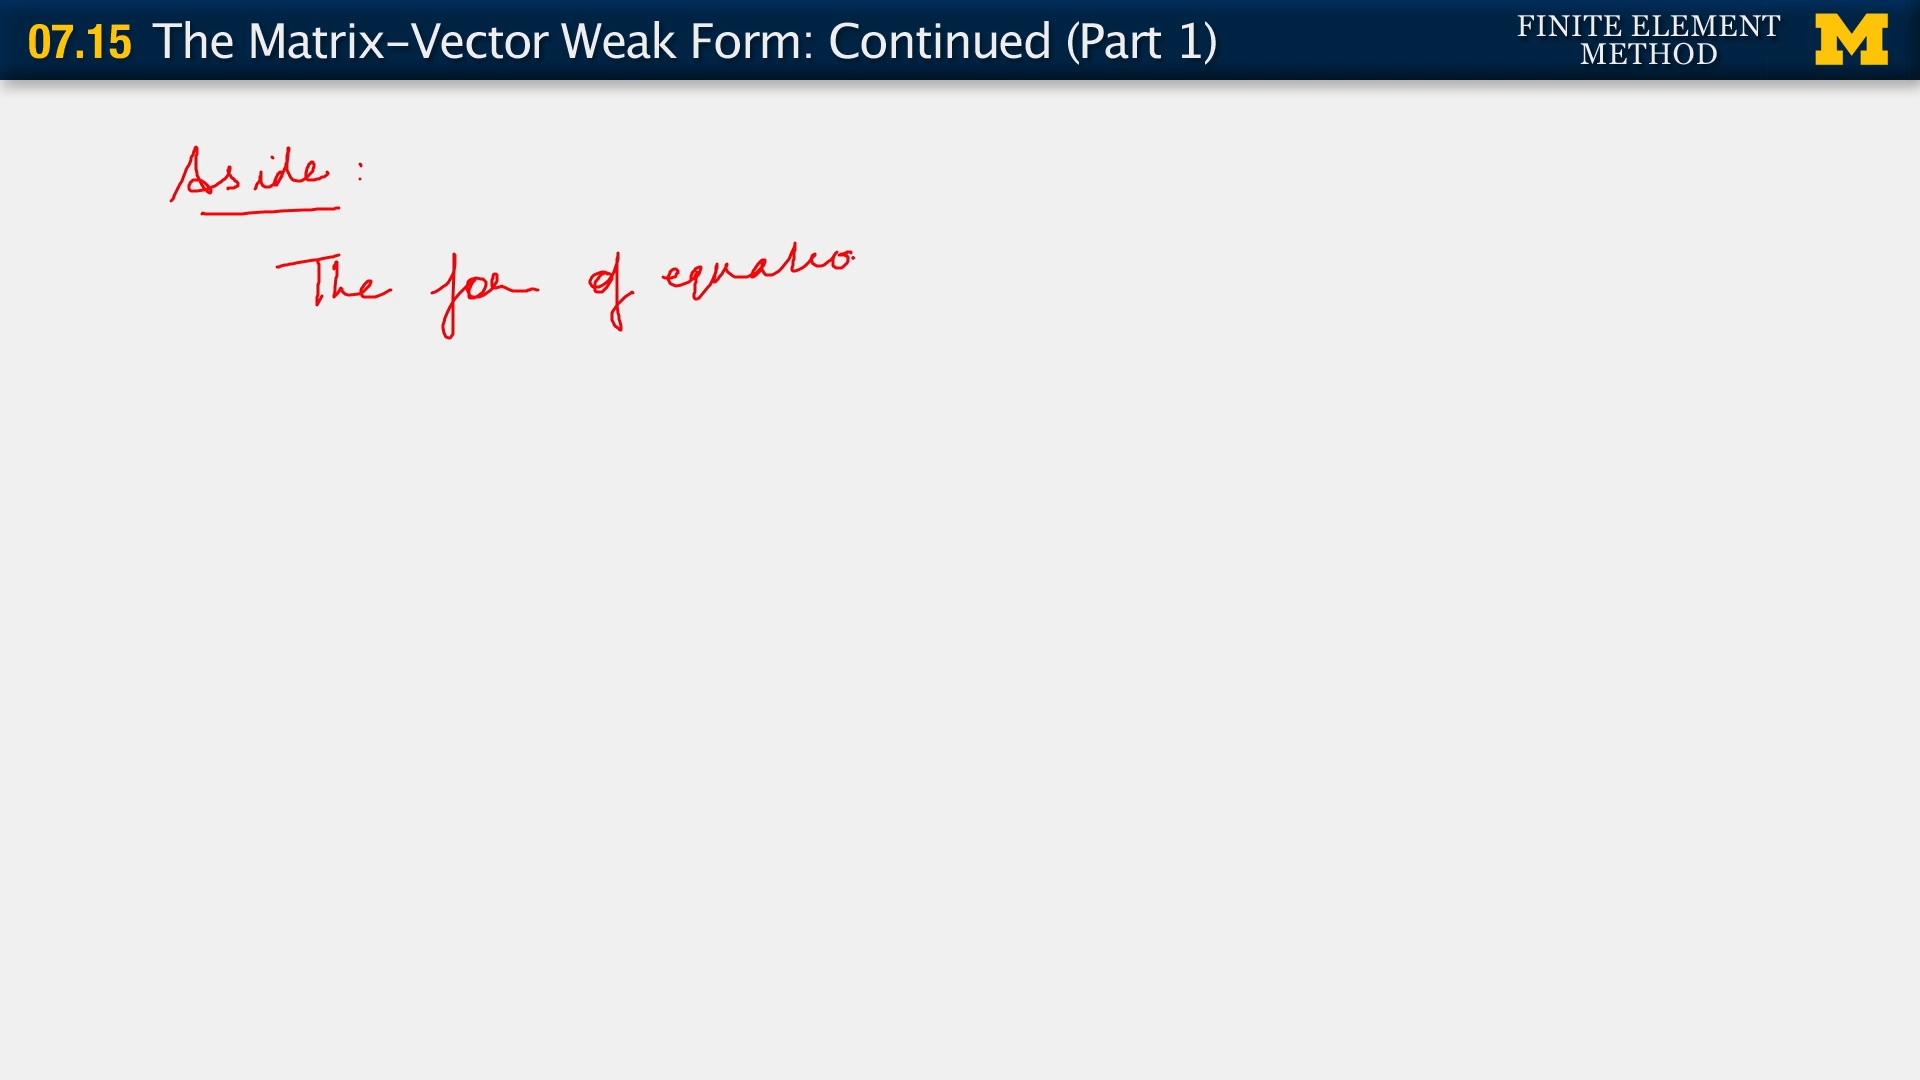 07.15 The Matrix–Vector Weak Form: Continued (Part 1)
FINITE ELEMENT
METHOD
M
Aside:
The form of equatio